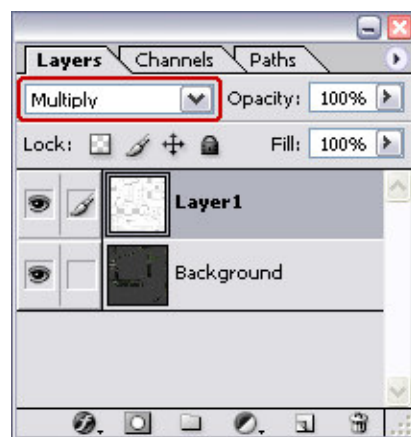 Layers Channels Paths
Multiply Opacity: 100%
Lock: Fill: 100%
Layer1
Background